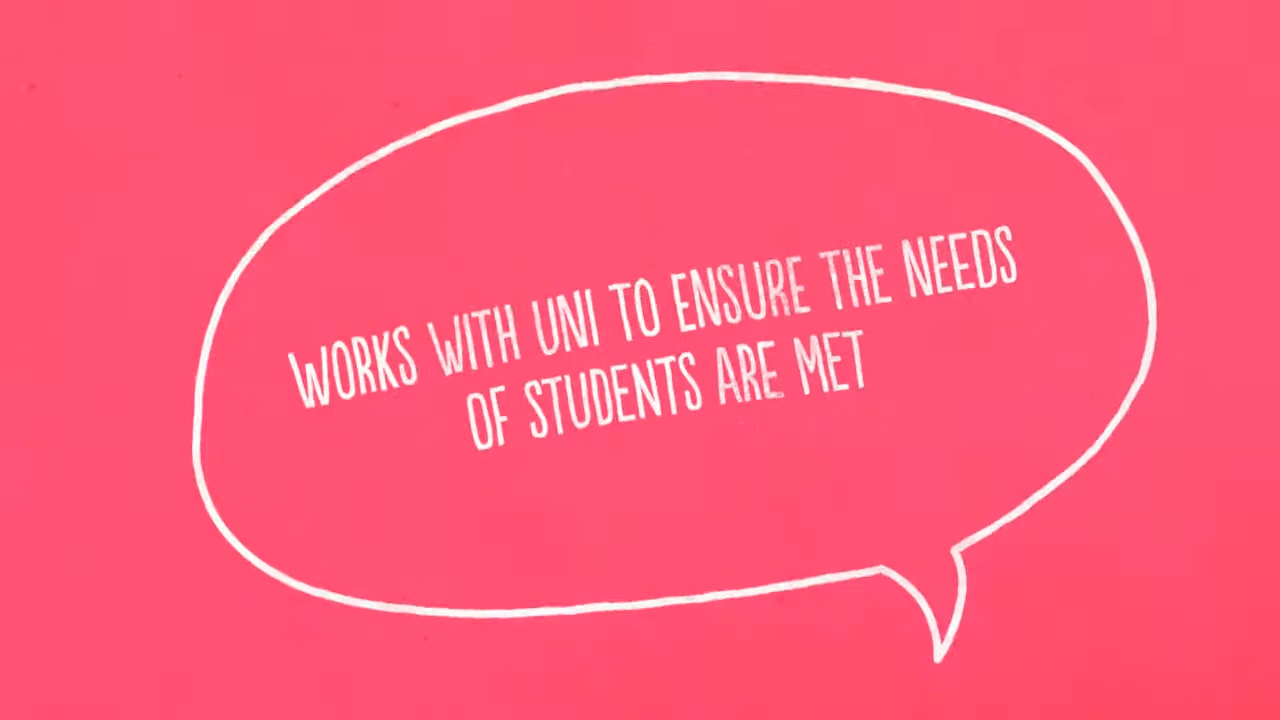 WORKS WITH UNI TO ENSURE THE NEEDS
OF STUDENTS ARE MET